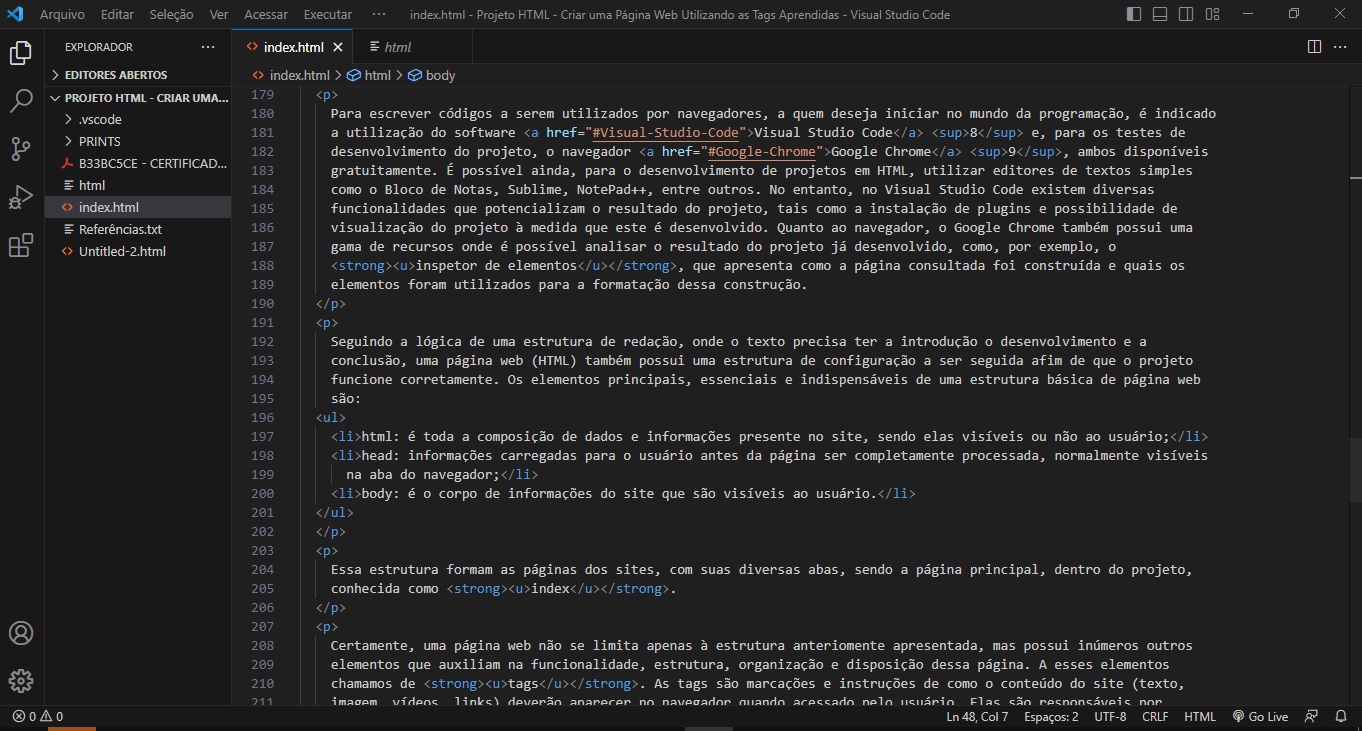 Arquivo Editar Seleção Ver Acessar Executar ··· index.html - Projeto HTML - Criar uma Página Web Utilizando as Tags Aprendidas - Visual Studio Code
EXPLORADOR ···
EDITORES ABERTOS
PROJETO HTML - CRIAR UMA...
.vscode
PRINTS
B33BC5CE - CERTIFICAD...
html
index.html
Referências.txt
Untitled-2.html
index.html html
index.html > html > body
179 <p>
180 Para escrever códigos a serem utilizados por navegadores, a quem deseja iniciar no mundo da programação, é indicado
181 a utilização do software <a href="#Visual-Studio-Code">Visual Studio Code</a> <sup>8</sup> e, para os testes de
182 desenvolvimento do projeto, o navegador <a href="#Google-Chrome">Google Chrome</a> <sup>9</sup>, ambos disponíveis
183 gratuitamente. É possível ainda, para o desenvolvimento de projetos em HTML, utilizar editores de textos simples
184 como o Bloco de Notas, Sublime, NotePad++, entre outros. No entanto, no Visual Studio Code existem diversas
185 funcionalidades que potencializam o resultado do projeto, tais como a instalação de plugins e possibilidade de
186 visualização do projeto à medida que este é desenvolvido. Quanto ao navegador, o Google Chrome também possui uma
187 gama de recursos onde é possível analisar o resultado do projeto já desenvolvido, como, por exemplo, o
188 <strong><u>inspetor de elementos</u></strong>, que apresenta como a página consultada foi construída e quais os
189 elementos foram utilizados para a formatação dessa construção.
190 </p>
191 <p>
192 Seguindo a lógica de uma estrutura de redação, onde o texto precisa ter a introdução o desenvolvimento e a
193 conclusão, uma página web (HTML) também possui uma estrutura de configuração a ser seguida afim de que o projeto
194 funcione corretamente. Os elementos principais, essenciais e indispensáveis de uma estrutura básica de página web
195 são:
196 <ul>
197 <li>html: é toda a composição de dados e informações presente no site, sendo elas visíveis ou não ao usuário;</li>
198 <li>head: informações carregadas para o usuário antes da página ser completamente processada, normalmente visíveis
199 na aba do navegador;</li>
200 <li>body: é o corpo de informações do site que são visíveis ao usuário.</li>
201 </ul>
202 </p>
203 <p>
204 Essa estrutura formam as páginas dos sites, com suas diversas abas, sendo a página principal, dentro do projeto,
205 conhecida como <strong><u>index</u></strong>.
206 </p>
207 <p>
208 Certamente, uma página web não se limita apenas à estrutura anteriomente apresentada, mas possui inúmeros outros
209 elementos que auxiliam na funcionalidade, estrutura, organização e disposição dessa página. A esses elementos
210 chamamos de <strong><u>tags</u></strong>. As tags são marcações e instruções de como o conteúdo do site (texto,
211 imagem, vídeos, links) deverão aparecer no navegador quando acessado pelo usuário. Elas são responsáveis por
0 0 Ln 48, Col 7 Espaços: 2 UTF-8 CRLF HTML Go Live